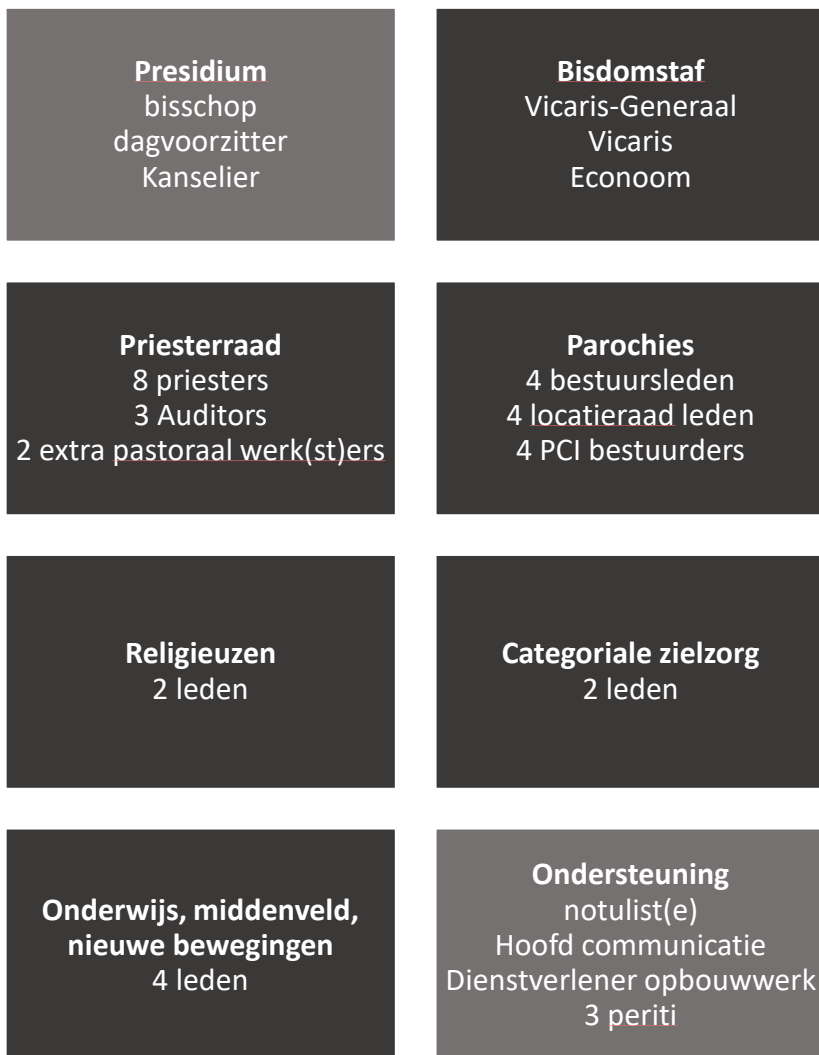 Presidium
bisschop
dagvoorzitter
Kanselier
Bisdomstaf
Vicaris-Generaal
Vicaris
Econoom
Priesterraad
8 priesters
3 Auditors
2 extra pastoraal werk(st)ers
Parochies
4 bestuursleden
4 locatieraad leden
4 PCI bestuurders
Religieuzen
2 leden
Categoriale zielzorg
2 leden
Onderwijs, middenveld,
nieuwe bewegingen
4 leden
Ondersteuning
notulist(e)
Hoofd communicatie
Dienstverlener opbouwwerk
3 periti